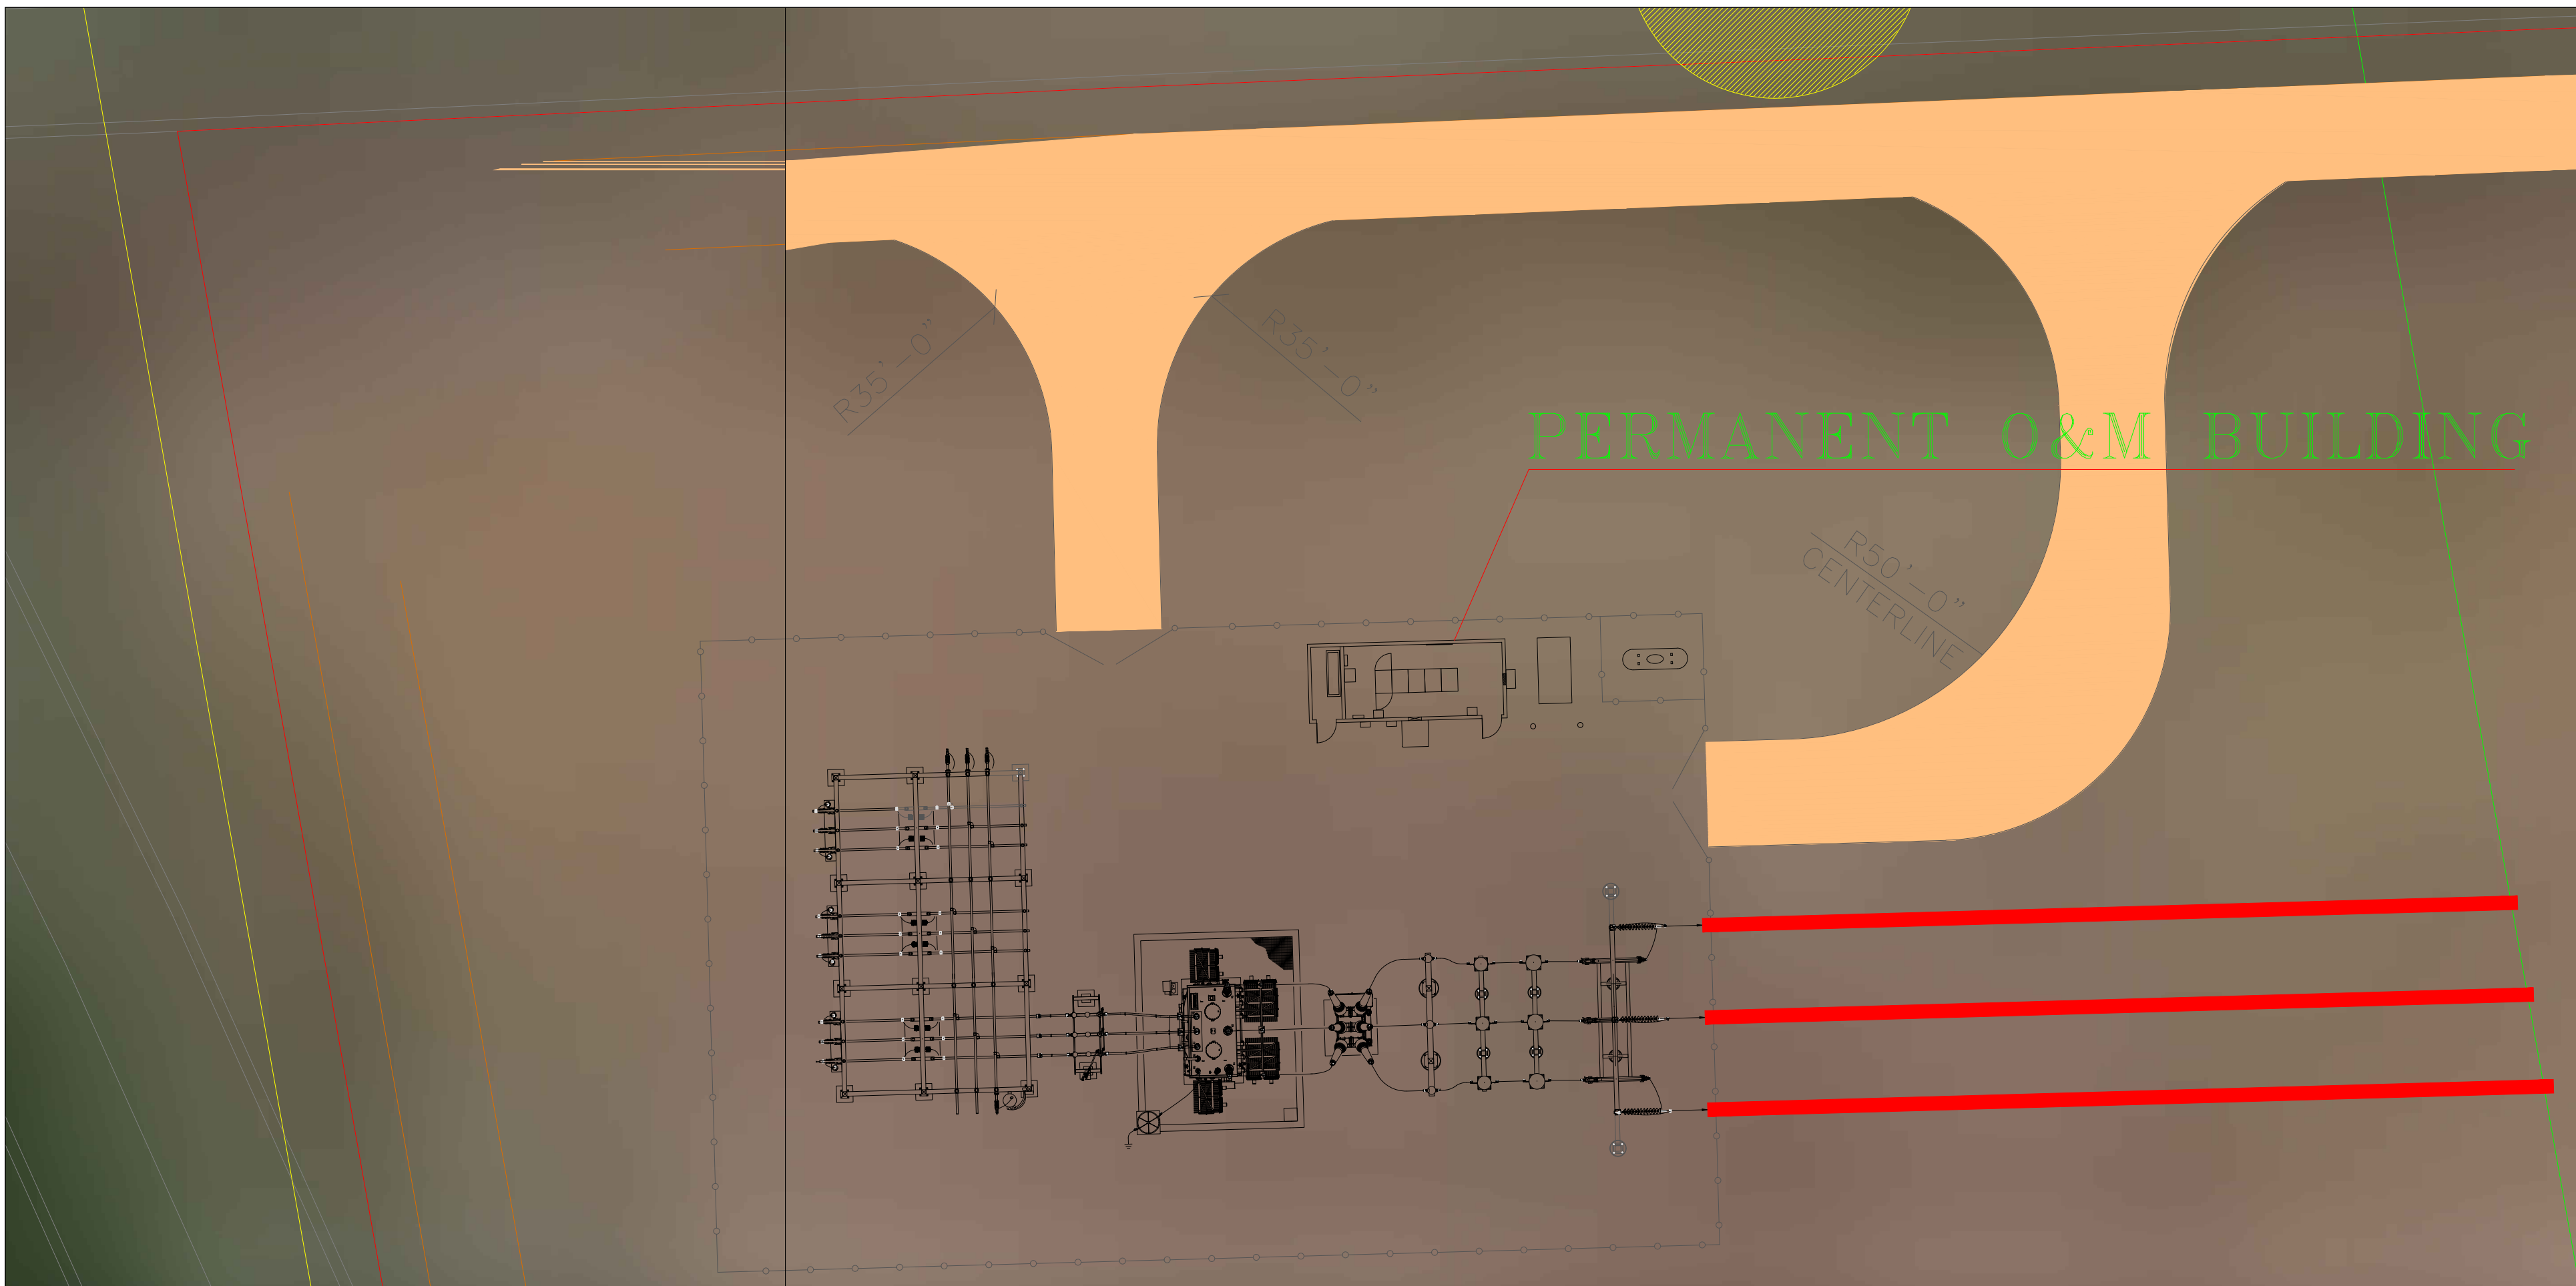 R35'-0"
R35'-0"
PERMANENT O&M BUILDING
R50'-0"
CENTERLINE